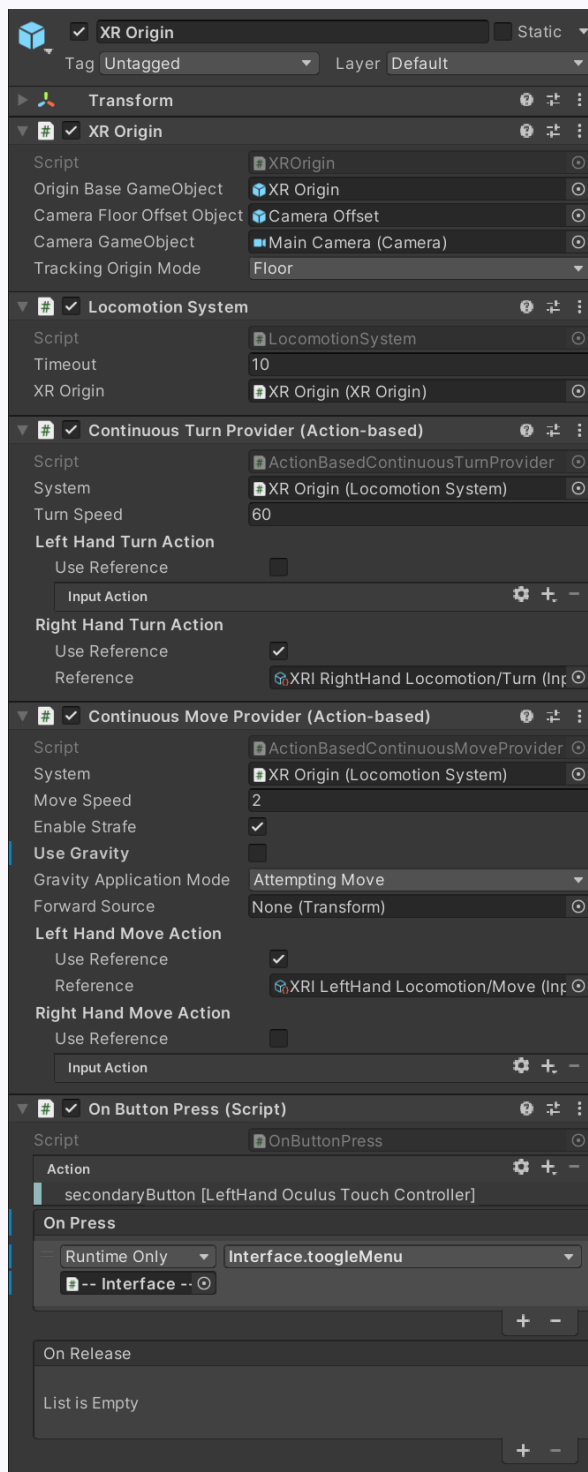 XR Origin Static
Tag Untagged Layer Default
Transform
# XR Origin
Script #XROrigin
Origin Base GameObject XR Origin
Camera Floor Offset Object Camera Offset
Camera GameObject Main Camera (Camera)
Tracking Origin Mode Floor
# Locomotion System
Script #LocomotionSystem
Timeout 10
XR Origin #XR Origin (XR Origin)
# Continuous Turn Provider (Action-based)
Script #ActionBasedContinuousTurnProvider
System #XR Origin (Locomotion System)
Turn Speed 60
Left Hand Turn Action
Use Reference
Input Action
Right Hand Turn Action
Use Reference
Reference XRI RightHand Locomotion/Turn (Inp
# Continuous Move Provider (Action-based)
Script #ActionBasedContinuousMoveProvider
System #XR Origin (Locomotion System)
Move Speed 2
Enable Strafe
Use Gravity
Gravity Application Mode Attempting Move
Forward Source None (Transform)
Left Hand Move Action
Use Reference
Reference XRI LeftHand Locomotion/Move (Inp
Right Hand Move Action
Use Reference
Input Action
# On Button Press (Script)
Script #OnButtonPress
Action
secondaryButton [LeftHand Oculus Touch Controller]
On Press
Runtime Only Interface.toogleMenu
#-- Interface --
On Release
List is Empty